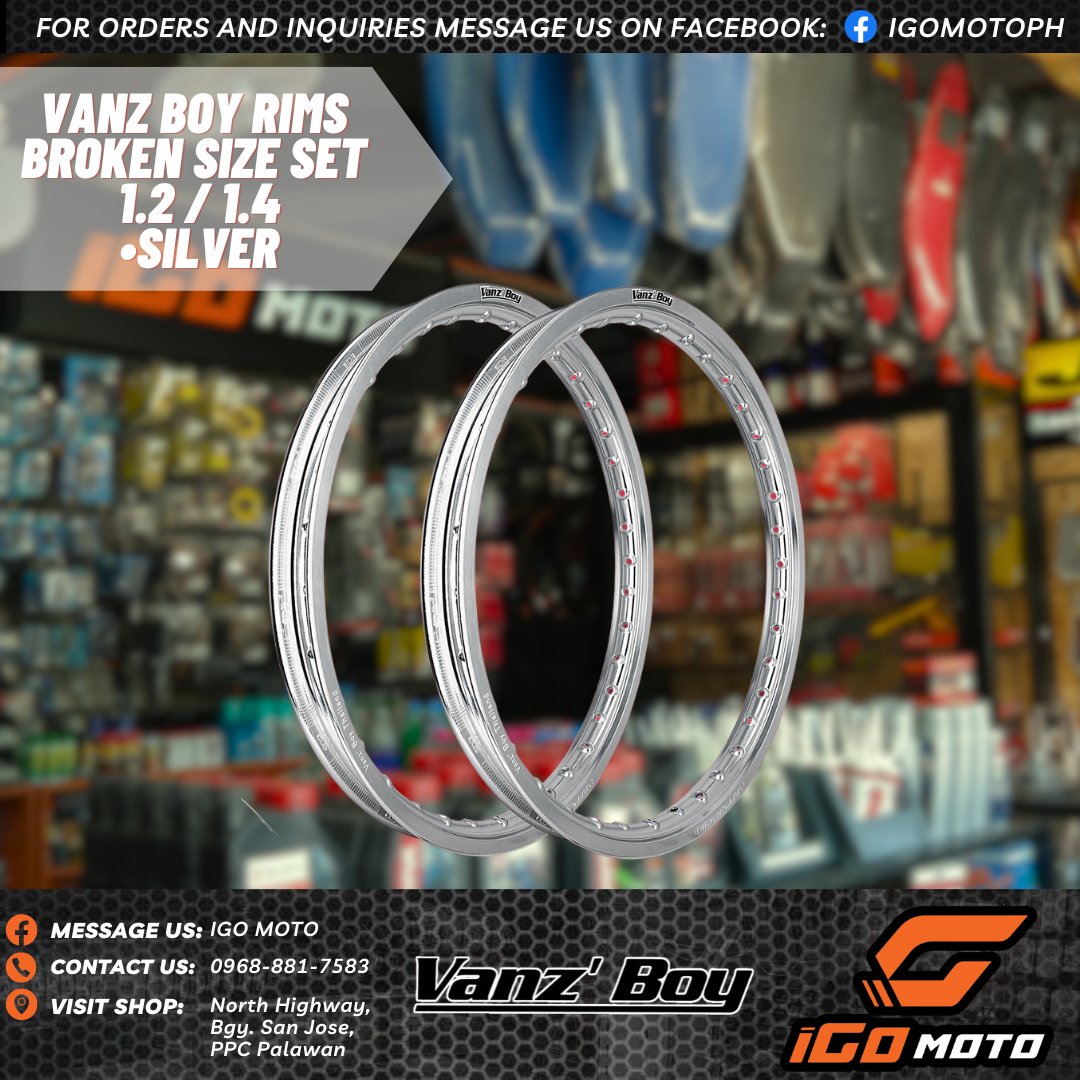 FOR ORDERS AND INQUIRIES MESSAGE US ON FACEBOOK: IGOMOTOPH
VANZ BOY RIMS
BROKEN SIZE SET
1.2 / 1.4
•SILVER
iGO MOTO
Vanz' Boy
Vanz' Boy
MESSAGE US: IGO MOTO
CONTACT US: 0968-881-7583
VISIT SHOP: North Highway,
Bgy. San Jose,
PPC Palawan
Vanz' Boy
iGO MOTO